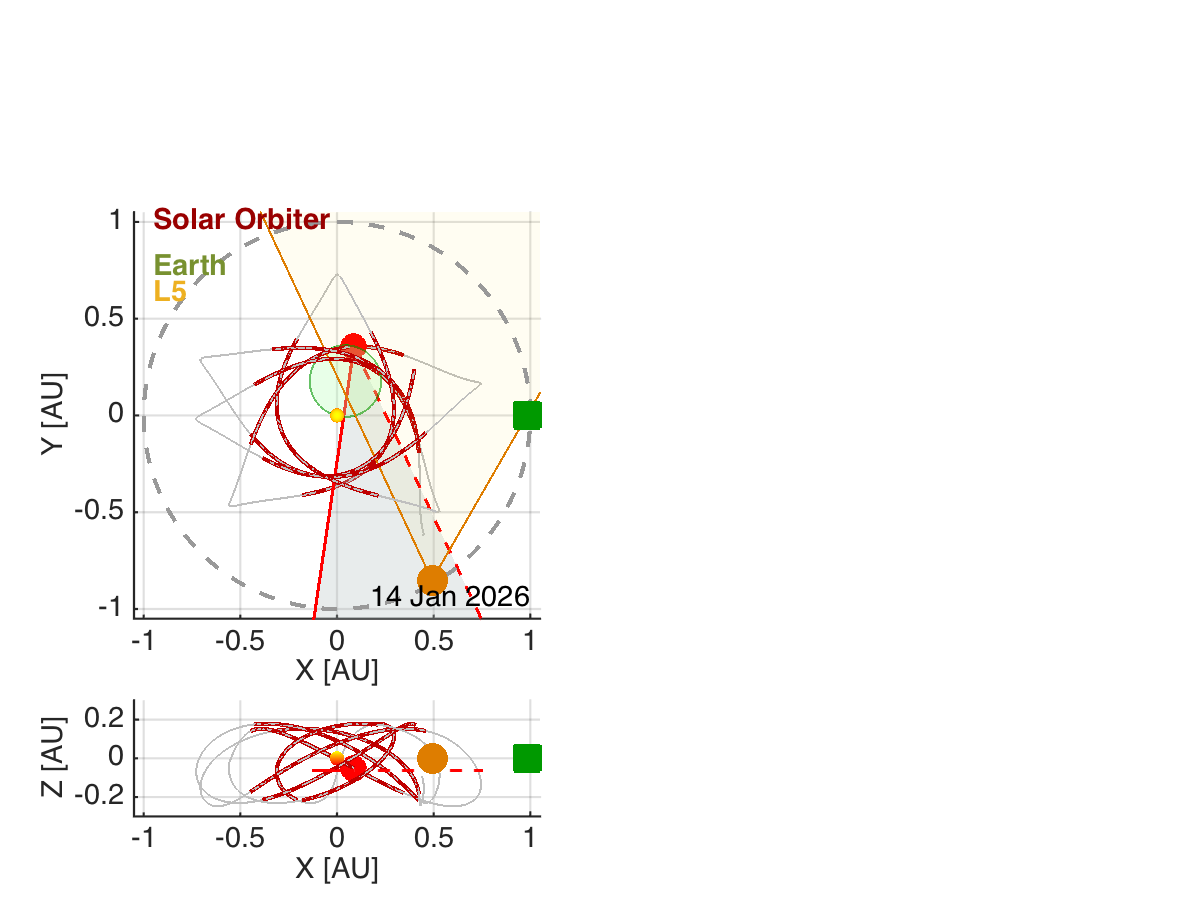 Solar Orbiter
Earth
L5
1
0.5
0
-0.5
-1
Y [AU]
14 Jan 2026
-1 -0.5 0 0.5 1
X [AU]
0.2
0
-0.2
Z [AU]
-1 -0.5 0 0.5 1
X [AU]